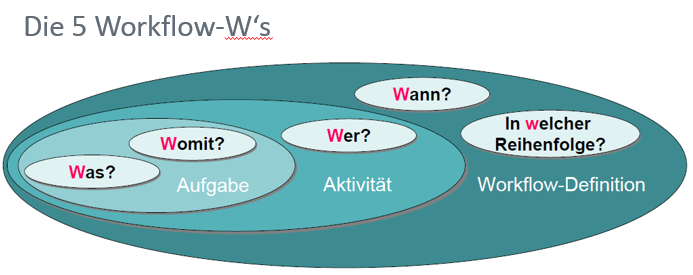 Die 5 Workflow-W‘s
Wann?
In welcher
Reihenfolge?
Wer?
Womit?
Was?
Aufgabe
Aktivität
Workflow-Definition